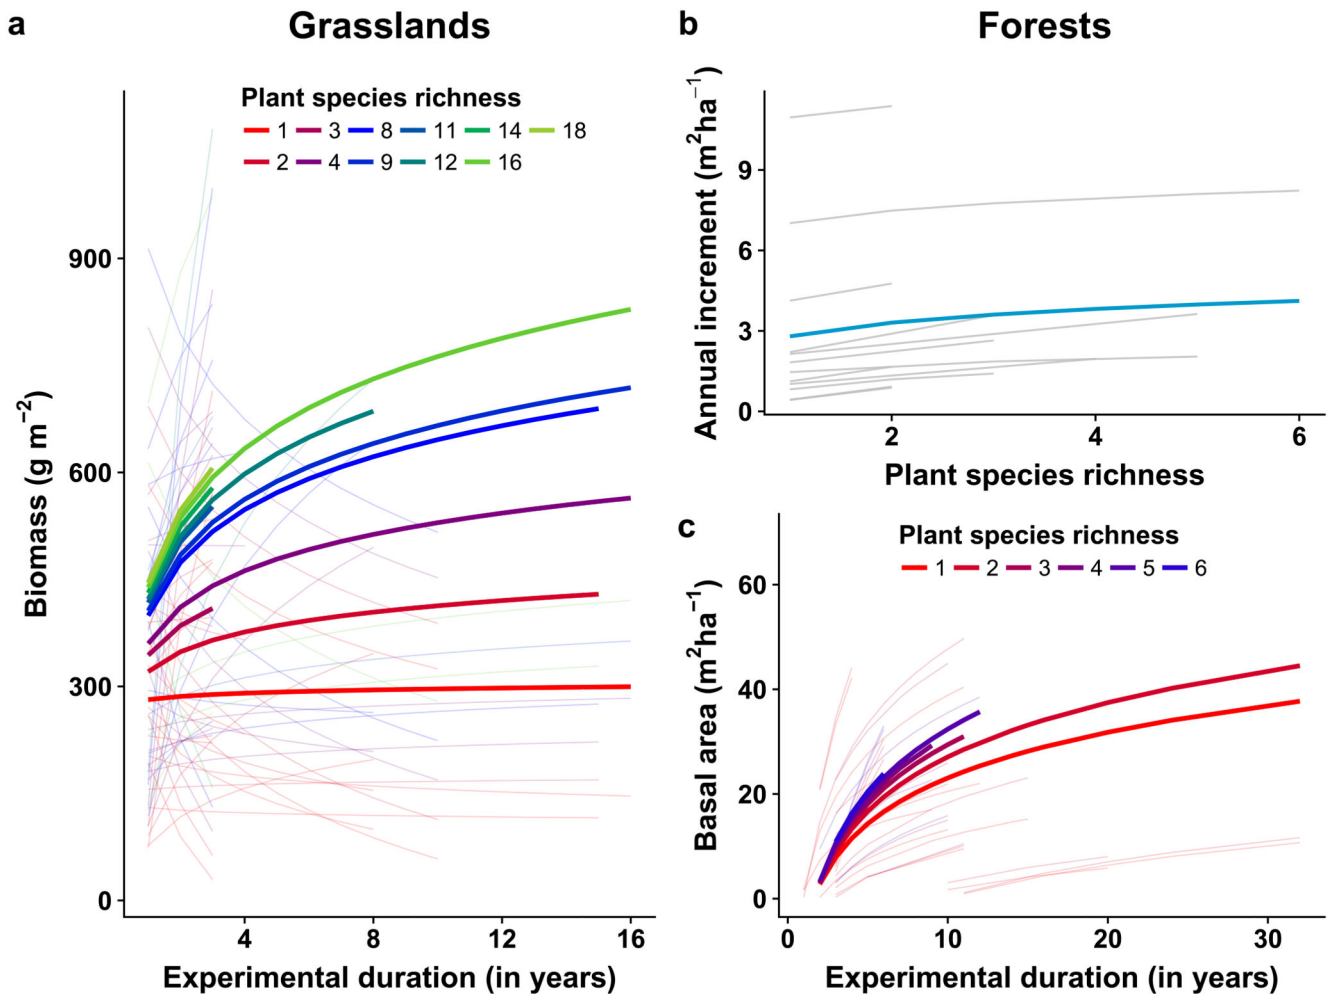 a
Grasslands
Plant species richness
1 3 8 11 14 18
2 4 9 12 16
Biomass (g m−2)
900
600
300
0
4 8 12 16
Experimental duration (in years)
b
Forests
Annual increment (m2ha−1)
9
6
3
0
2 4 6
Plant species richness
c
Plant species richness
1 2 3 4 5 6
Basal area (m2ha−1)
60
40
20
0
0 10 20 30
Experimental duration (in years)